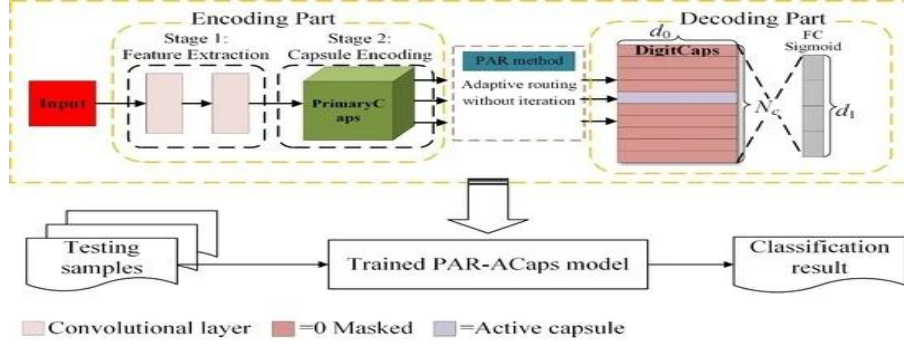 Encoding Part
Decoding Part
Stage 1:
Feature Extraction
Stage 2:
Capsule Encoding
Input
PrimaryC
aps
PAR method
Adaptive routing
without iteration
d₀
DigitCaps
N꜀
FC
Sigmoid
d₁
Testing
samples
Trained PAR-ACaps model
Classification
result
Convolutional layer
=0 Masked
=Active capsule